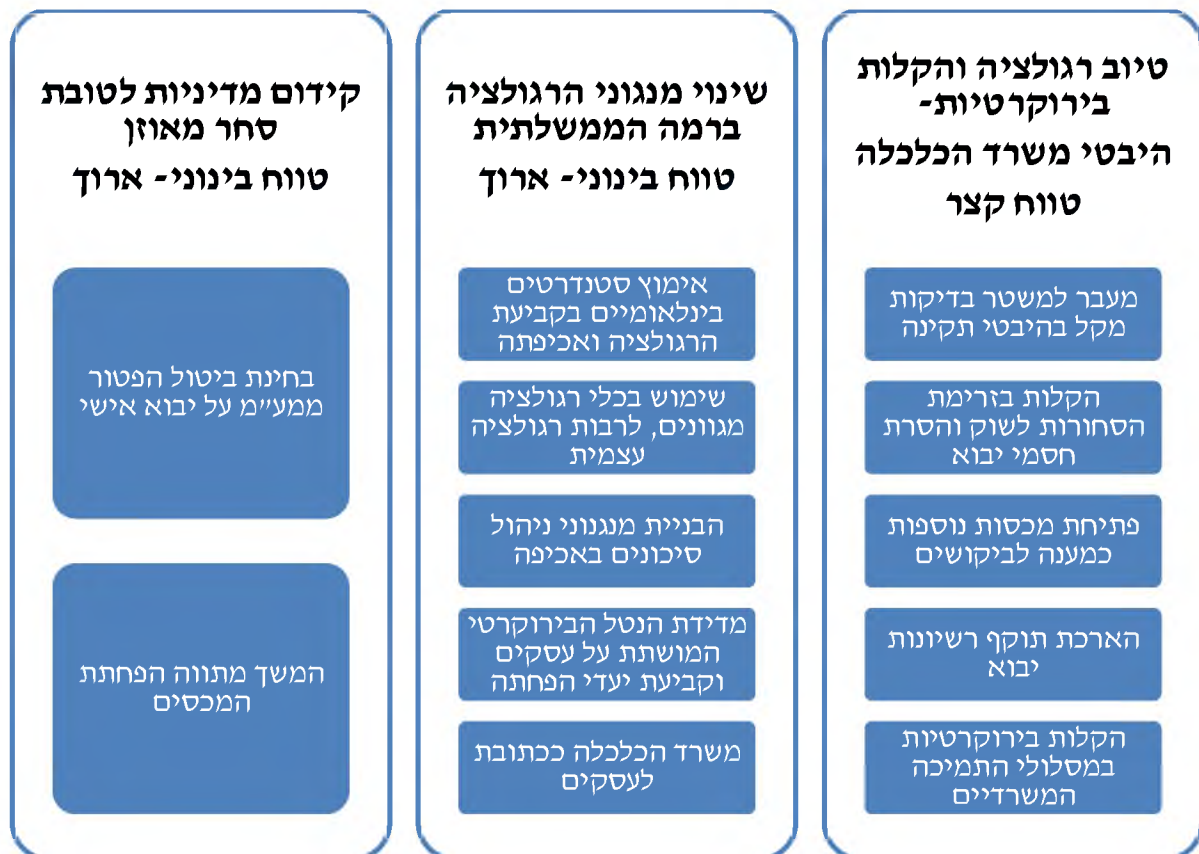 טיוב רגולציה והקלות
בירוקרטיות-
היבטי משרד הכלכלה
טווח קצר
מעבר למשטר בדיקות
מקל בהיבטי תקינה
הקלות בזרימת
הסחורות לשוק והסרת
חסמי יבוא
פתיחת מכסות נוספות
כמענה לביקושים
הארכת תוקף רשיונות
יבוא
הקלות בירוקרטיות
במסלולי התמיכה
המשרדיים
שינוי מנגוני הרגולציה
ברמה הממשלתית
טווח בינוני- ארוך
אימוץ סטנדרטים
בינלאומיים בקביעת
הרגולציה ואכיפתה
שימוש בכלי רגולציה
מגוונים, לרבות רגולציה
עצמית
הבניית מנגנוני ניהול
סיכונים באכיפה
מדידת הנטל הבירוקרטי
המושתת על עסקים
וקביעת יעדי הפחתה
משרד הכלכלה ככתובת
לעסקים
קידום מדיניות לטובת
סחר מאוזן
טווח בינוני- ארוך
בחינת ביטול הפטור
ממע״מ על יבוא אישי
המשך מתווה הפחתת
המכסים